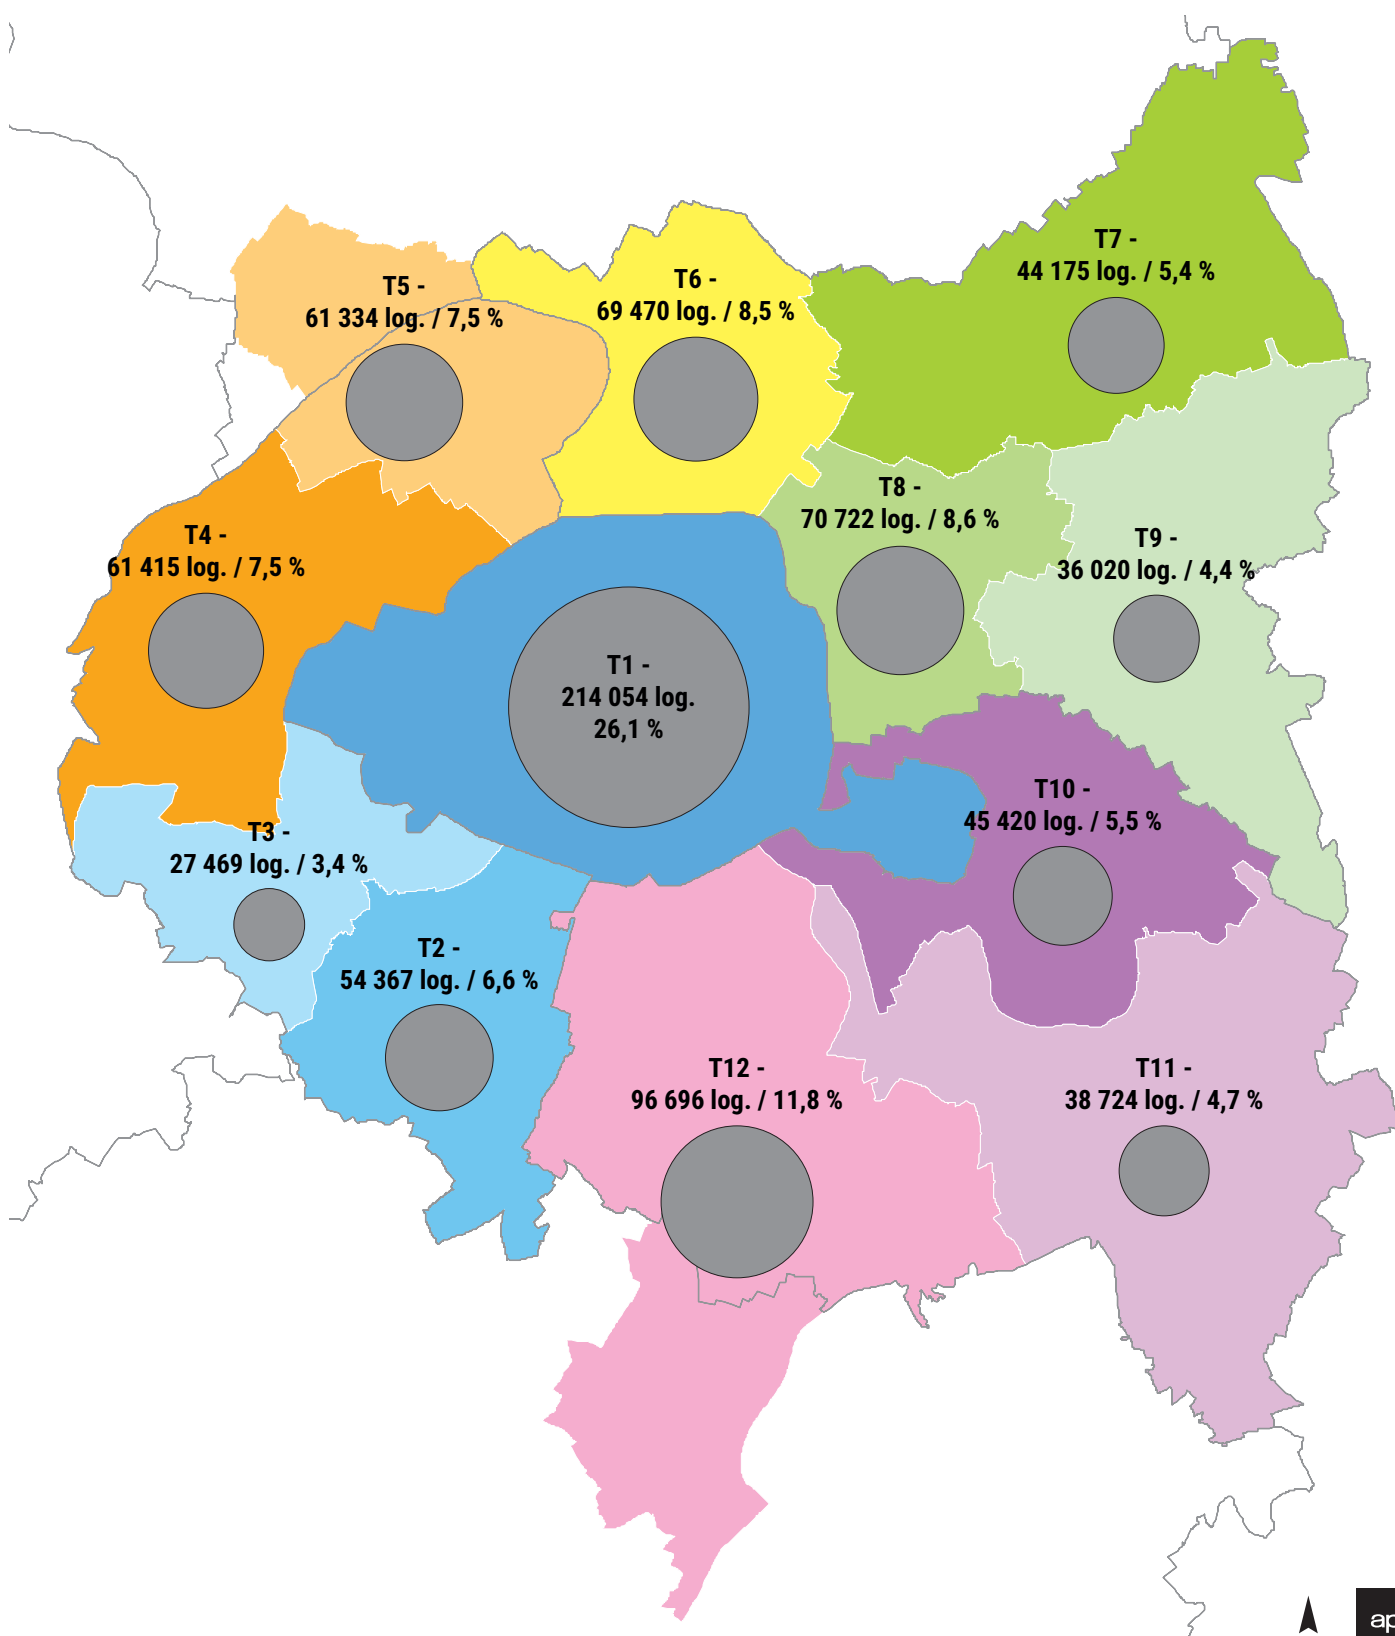 T7 -
44 175 log. / 5,4 %
T5 -
61 334 log. / 7,5 %
T6 -
69 470 log. / 8,5 %
T8 -
70 722 log. / 8,6 %
T4 -
61 415 log. / 7,5 %
T9 -
36 020 log. / 4,4 %
T1 -
214 054 log.
26,1 %
T10 -
45 420 log. / 5,5 %
T3 -
27 469 log. / 3,4 %
T2 -
54 367 log. / 6,6 %
T12 -
96 696 log. / 11,8 %
T11 -
38 724 log. / 4,7 %